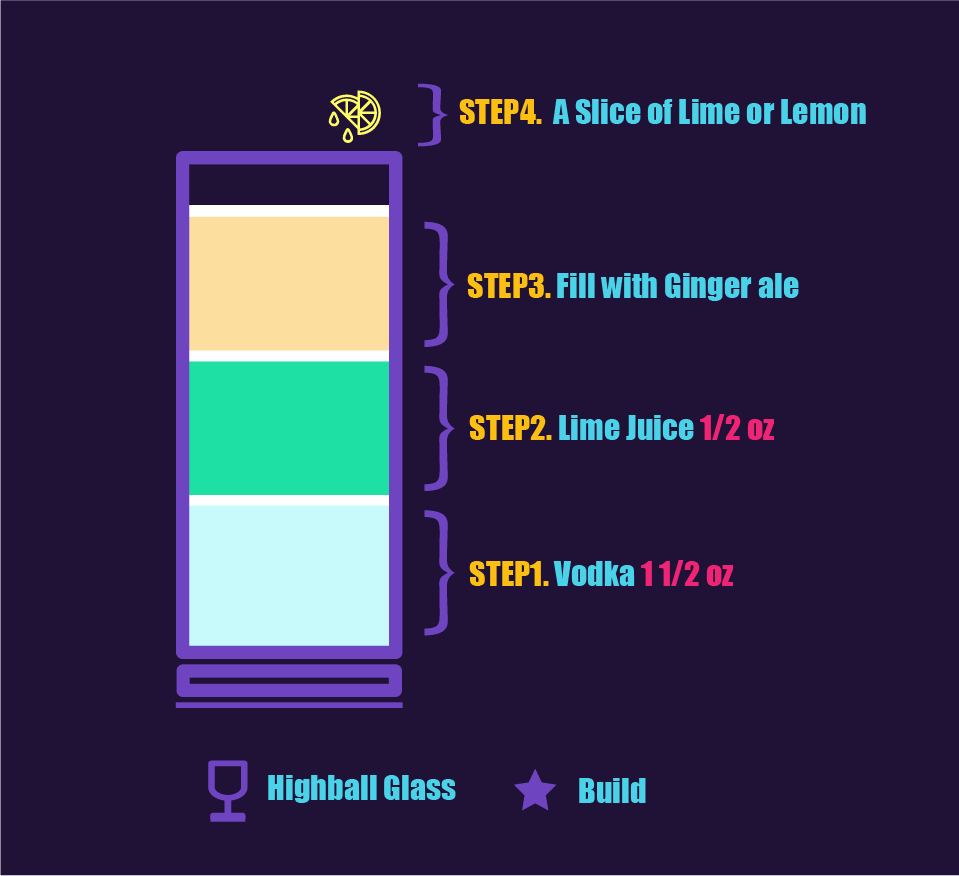 STEP4. A Slice of Lime or Lemon
STEP3. Fill with Ginger ale
STEP2. Lime Juice 1/2 oz
STEP1. Vodka 1 1/2 oz
Highball Glass
Build